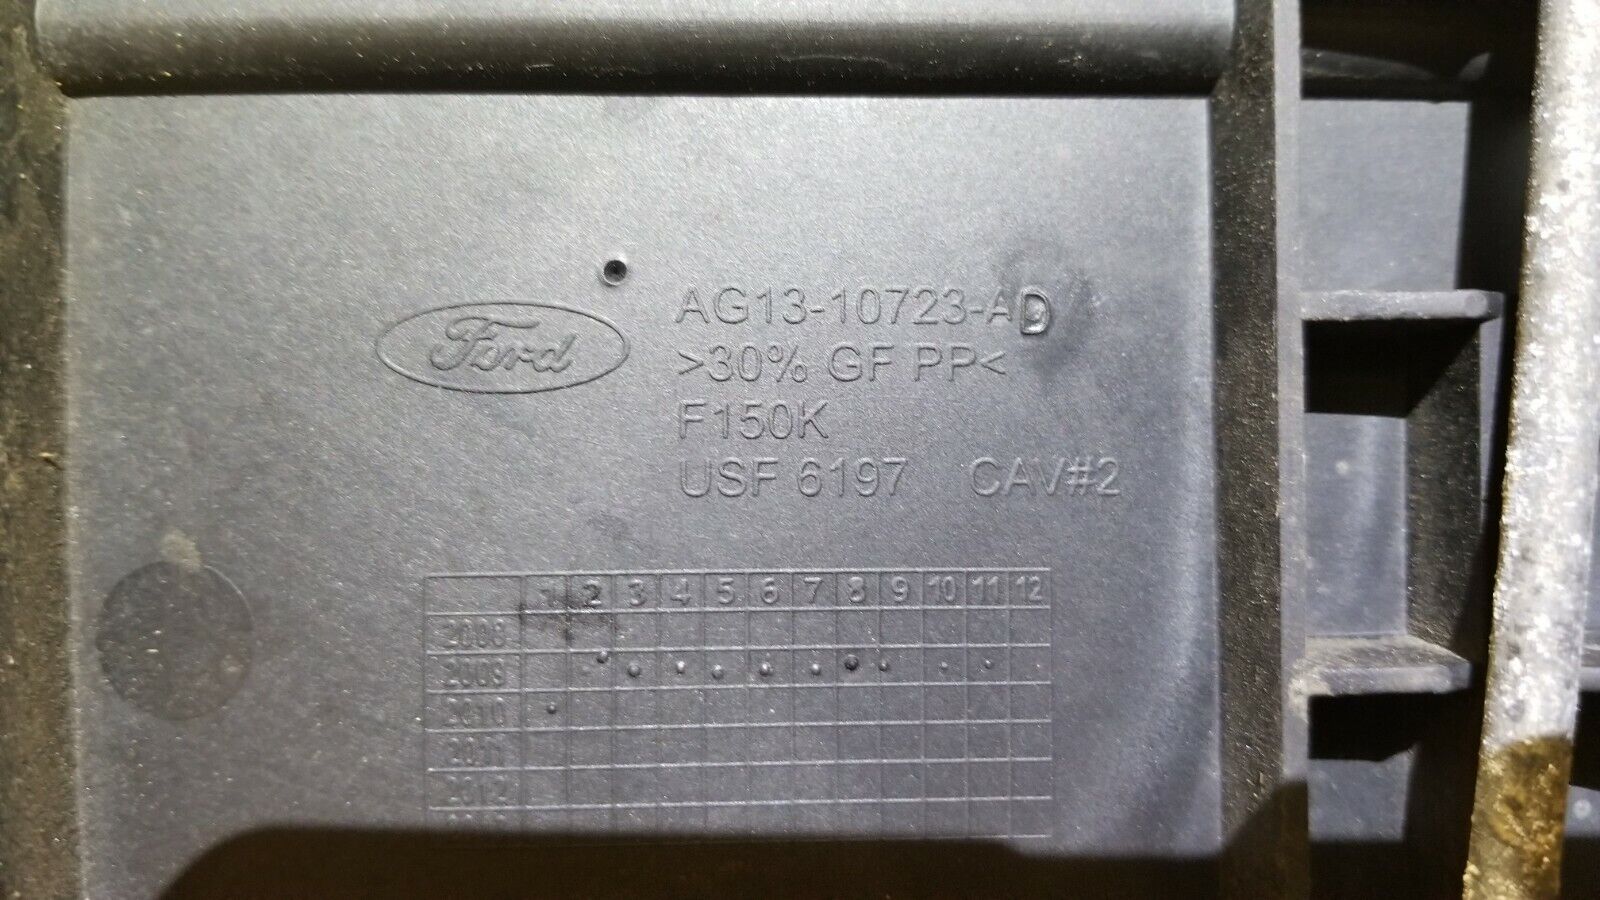 Ford
AG13-10723-AD
>30% GF PP<
F150K
USF 6197 CAV#2
1 2 3 4 5 6 7 8 9 10 11 12
2008
2009
2010
2011
2012